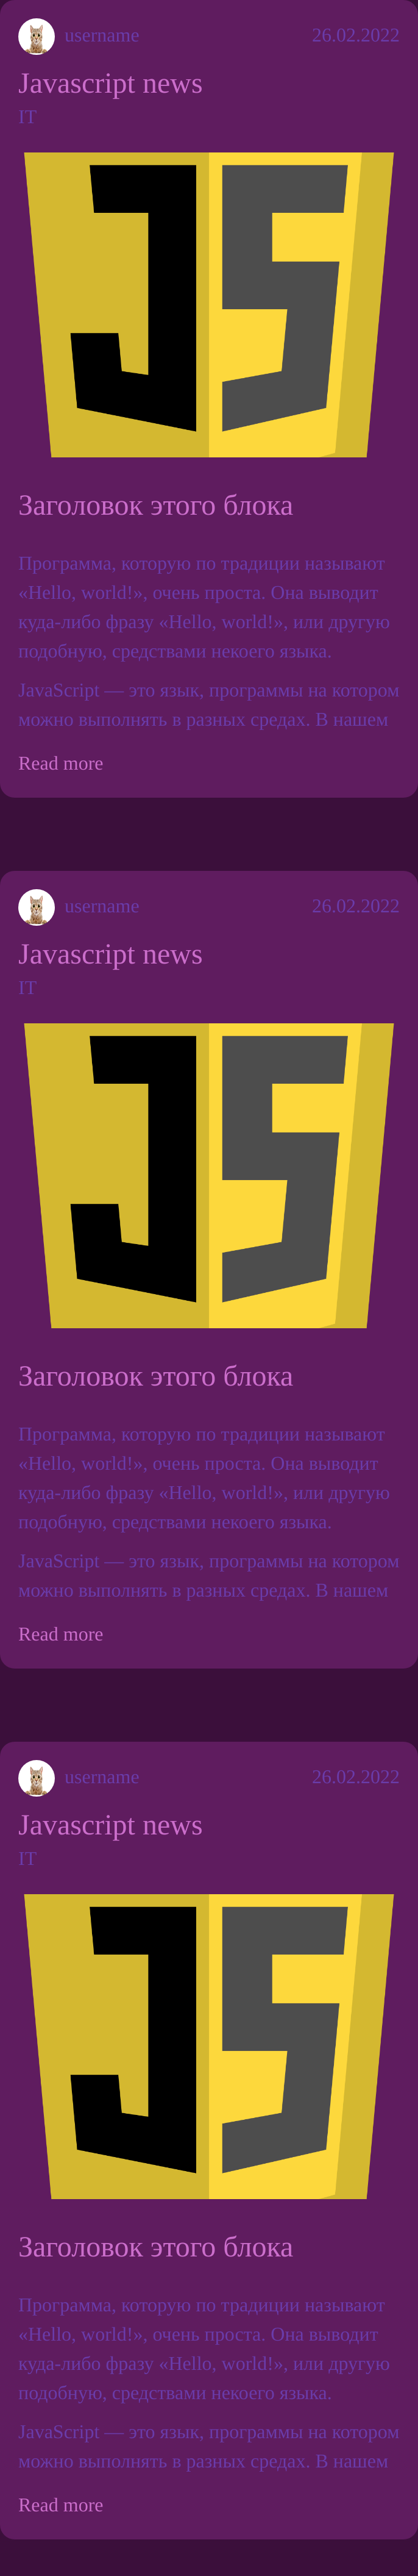 username 26.02.2022
Javascript news
IT
JS
Заголовок этого блока
Программа, которую по традиции называют
«Hello, world!», очень проста. Она выводит
куда-либо фразу «Hello, world!», или другую
подобную, средствами некоего языка.
JavaScript — это язык, программы на котором
можно выполнять в разных средах. В нашем
Read more
username 26.02.2022
Javascript news
IT
JS
Заголовок этого блока
Программа, которую по традиции называют
«Hello, world!», очень проста. Она выводит
куда-либо фразу «Hello, world!», или другую
подобную, средствами некоего языка.
JavaScript — это язык, программы на котором
можно выполнять в разных средах. В нашем
Read more
username 26.02.2022
Javascript news
IT
JS
Заголовок этого блока
Программа, которую по традиции называют
«Hello, world!», очень проста. Она выводит
куда-либо фразу «Hello, world!», или другую
подобную, средствами некоего языка.
JavaScript — это язык, программы на котором
можно выполнять в разных средах. В нашем
Read more